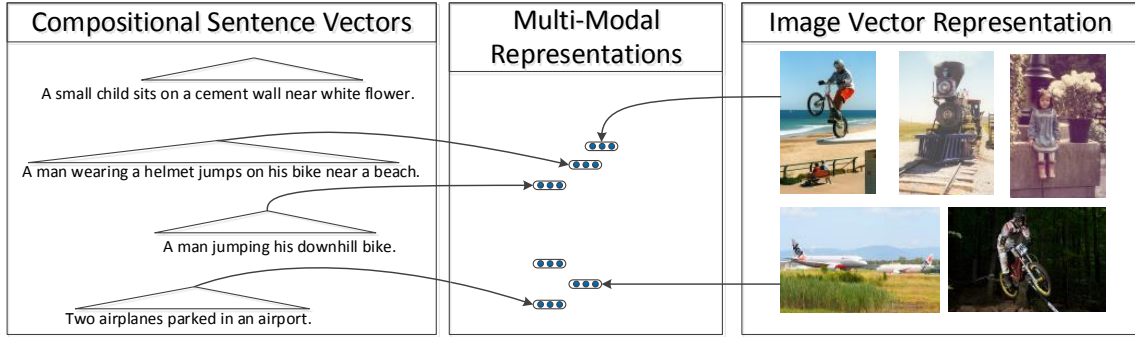 Compositional Sentence Vectors
A small child sits on a cement wall near white flower.
A man wearing a helmet jumps on his bike near a beach.
A man jumping his downhill bike.
Two airplanes parked in an airport.
Multi-Modal
Representations
Image Vector Representation